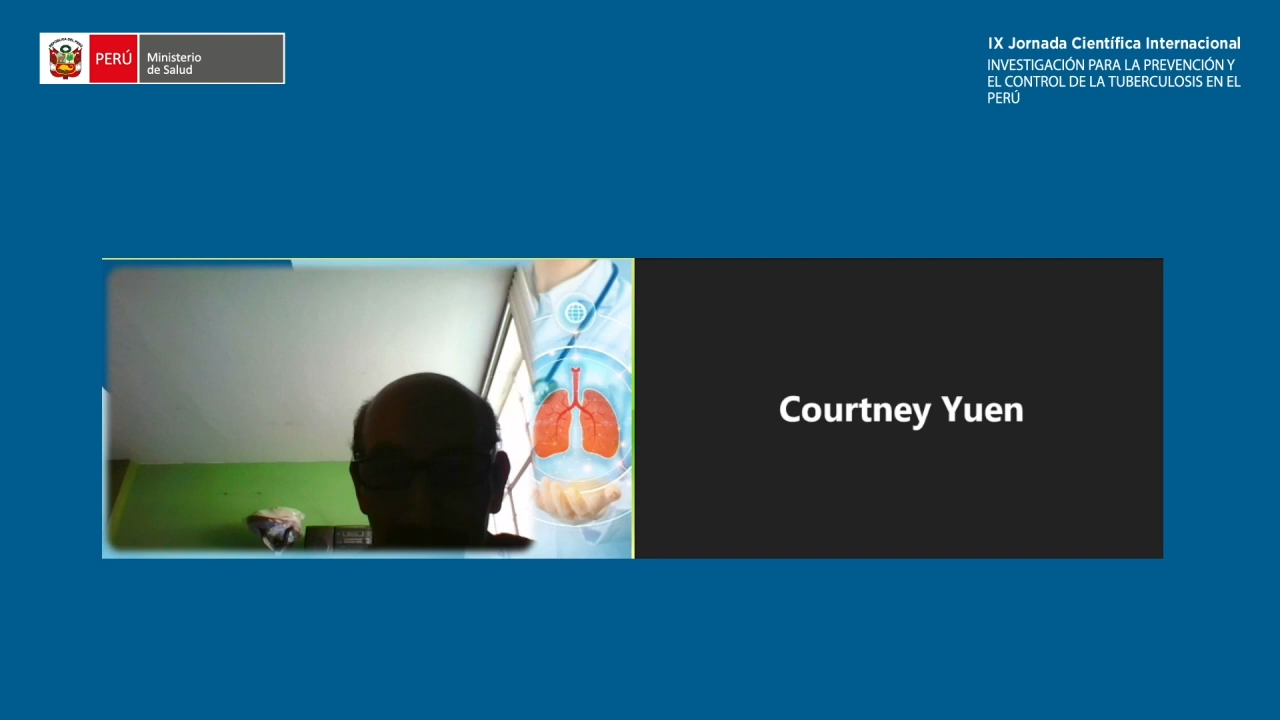 PERÚ
Ministerio
de Salud
IX Jornada Científica Internacional
INVESTIGACIÓN PARA LA PREVENCIÓN Y
EL CONTROL DE LA TUBERCULOSIS EN EL
PERÚ
Courtney Yuen